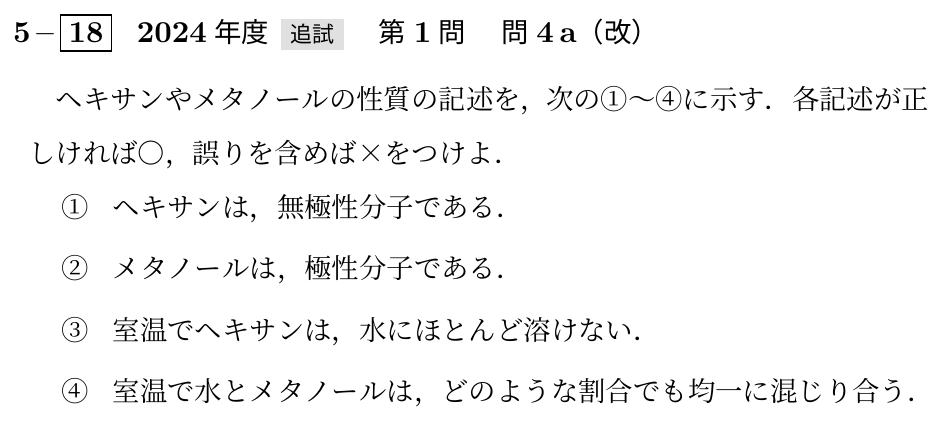 5－18　2024 年度　追試　第 1 問　問 4 a（改）
ヘキサンやメタノールの性質の記述を，次の①～④に示す．各記述が正
しければ○，誤りを含めば×をつけよ．
①　ヘキサンは，無極性分子である．
②　メタノールは，極性分子である．
③　室温でヘキサンは，水にほとんど溶けない．
④　室温で水とメタノールは，どのような割合でも均一に混じり合う．